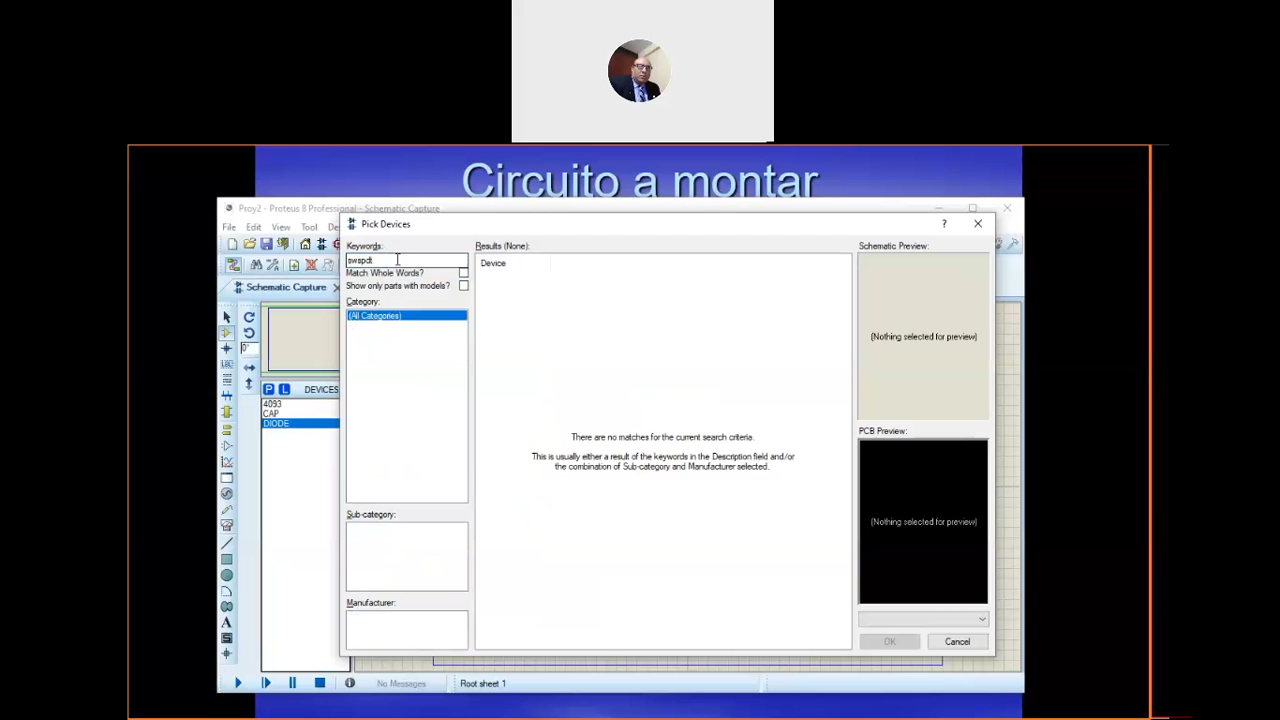 Circuito a montar
Proy2 - Proteus 8 Professional - Schematic Capture
File Edit View Tool De
Pick Devices
?
Keywords:
swspdt
Match Whole Words?
Show only parts with models?
Category:
(All Categories)
Sub-category:
Manufacturer:
Results (None):
Device
There are no matches for the current search criteria.
This is usually either a result of the keywords in the Description field and/or
the combination of Sub-category and Manufacturer selected.
Schematic Preview:
(Nothing selected for preview)
PCB Preview:
(Nothing selected for preview)
OK Cancel
Schematic Capture
0°
P L DEVICES
4093
CAP
DIODE
A
No Messages
Root sheet 1